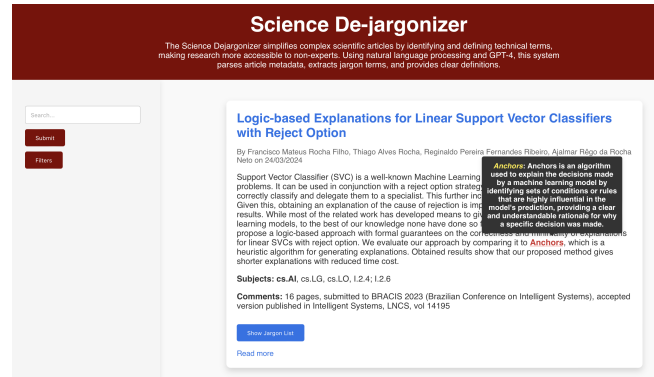 Science De-jargonizer
The Science Dejargonizer simplifies complex scientific articles by identifying and defining technical terms,
making research more accessible to non-experts. Using natural language processing and GPT-4, this system
parses article metadata, extracts jargon terms, and provides clear definitions.
Search...
Submit
Filters
Logic-based Explanations for Linear Support Vector Classifiers
with Reject Option
By Francisco Mateus Rocha Filho, Thiago Alves Rocha, Reginaldo Pereira Fernandes Ribeiro, Ajalmar Rêgo da Rocha
Neto on 24/03/2024
Support Vector Classifier (SVC) is a well-known Machine Learning
problems. It can be used in conjunction with a reject option strateg
correctly classify and delegate them to a specialist. This further inc
Given this, obtaining an explanation of the cause of rejection is im
results. While most of the related work has developed means to gi
learning models, to the best of our knowledge none have done so
propose a logic-based approach with formal guarantees on the correctness and minimality of explanations
for linear SVCs with reject option. We evaluate our approach by comparing it to Anchors, which is a
heuristic algorithm for generating explanations. Obtained results show that our proposed method gives
shorter explanations with reduced time cost.
Anchors: Anchors is an algorithm
used to explain the decisions made
by a machine learning model by
identifying sets of conditions or rules
that are highly influential in the
model's prediction, providing a clear
and understandable rationale for why
a specific decision was made.
Subjects: cs.AI, cs.LG, cs.LO, I.2.4; I.2.6
Comments: 16 pages, submitted to BRACIS 2023 (Brazilian Conference on Intelligent Systems), accepted
version published in Intelligent Systems, LNCS, vol 14195
Show Jargon List
Read more